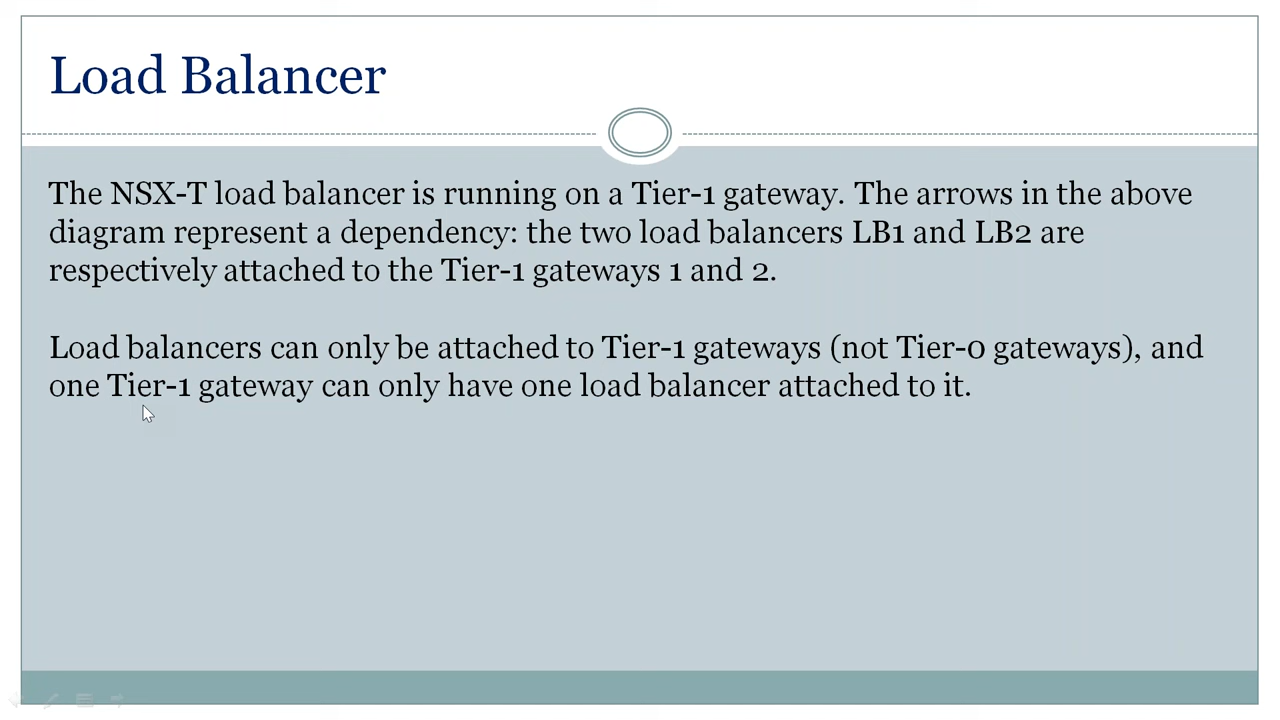 Load Balancer
The NSX-T load balancer is running on a Tier-1 gateway. The arrows in the above
diagram represent a dependency: the two load balancers LB1 and LB2 are
respectively attached to the Tier-1 gateways 1 and 2.
Load balancers can only be attached to Tier-1 gateways (not Tier-0 gateways), and
one Tier-1 gateway can only have one load balancer attached to it.